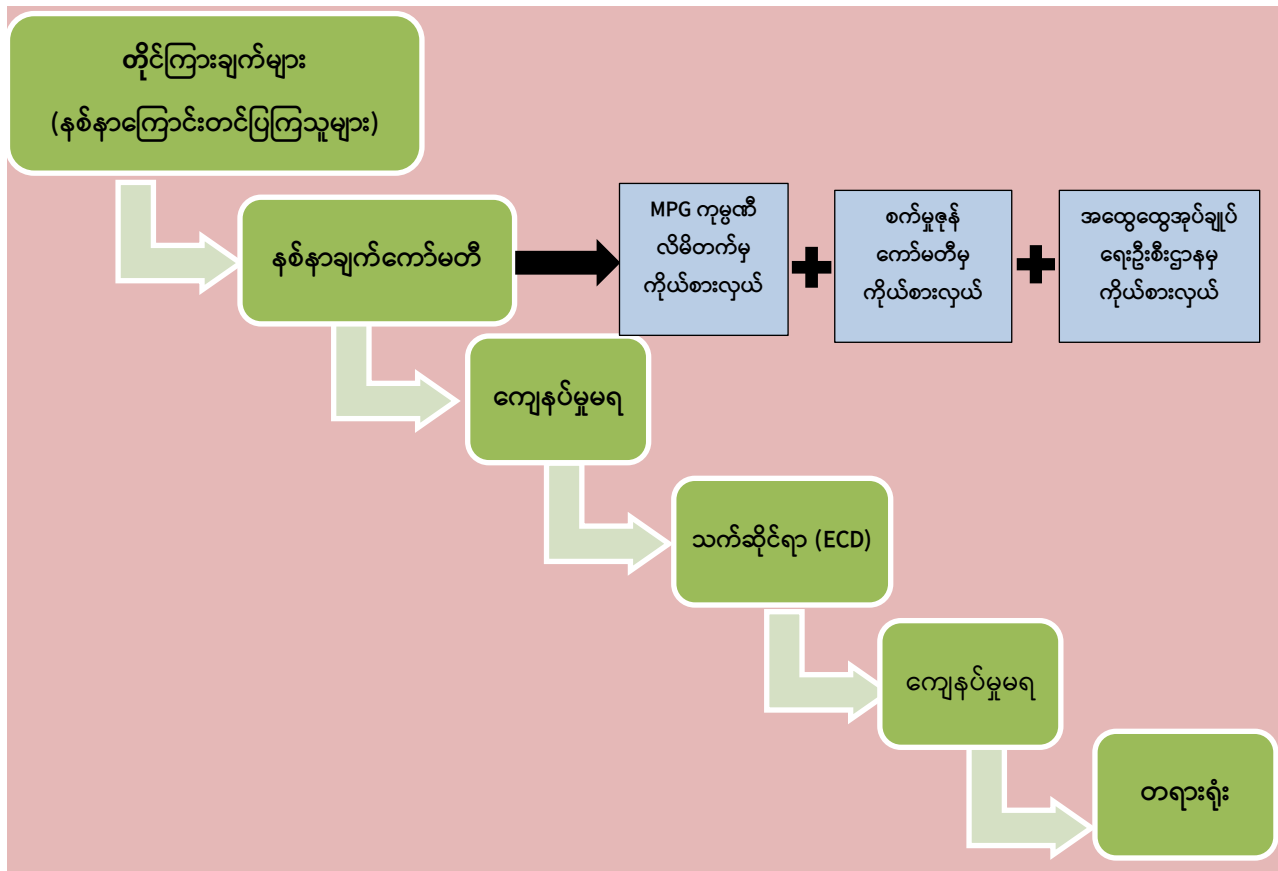 တိုင်ကြားချက်များ
(နစ်နာကြောင်းတင်ပြကြသူများ)
နစ်နာချက်ကော်မတီ
MPG ကုမ္ပဏီ
လိမိတက်မှ
ကိုယ်စားလှယ်
စက်မှုဇုန်
ကော်မတီမှ
ကိုယ်စားလှယ်
အထွေထွေအုပ်ချုပ်
ရေးဦးစီးဌာနမှ
ကိုယ်စားလှယ်
ကျေနပ်မှုမရ
သက်ဆိုင်ရာ (ECD)
ကျေနပ်မှုမရ
တရားရုံး